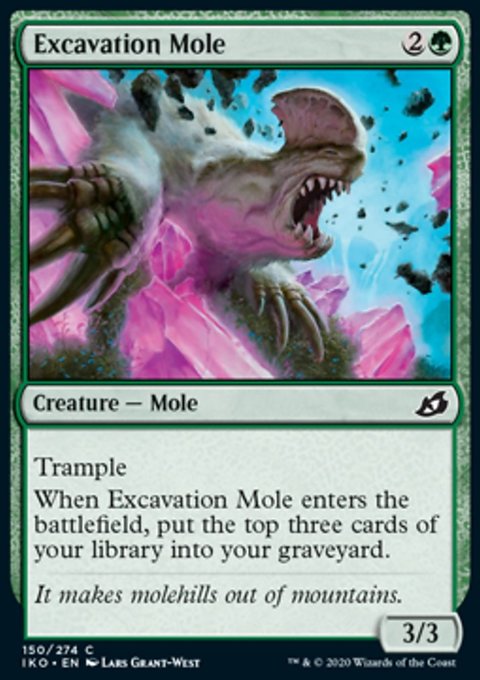 Excavation Mole 2
Creature — Mole
Trample
When Excavation Mole enters the
battlefield, put the top three cards of
your library into your graveyard.
It makes molehills out of mountains.
3/3
150/274 C
IKO • EN Lars Grant-West
™ & © 2020 Wizards of the Coast